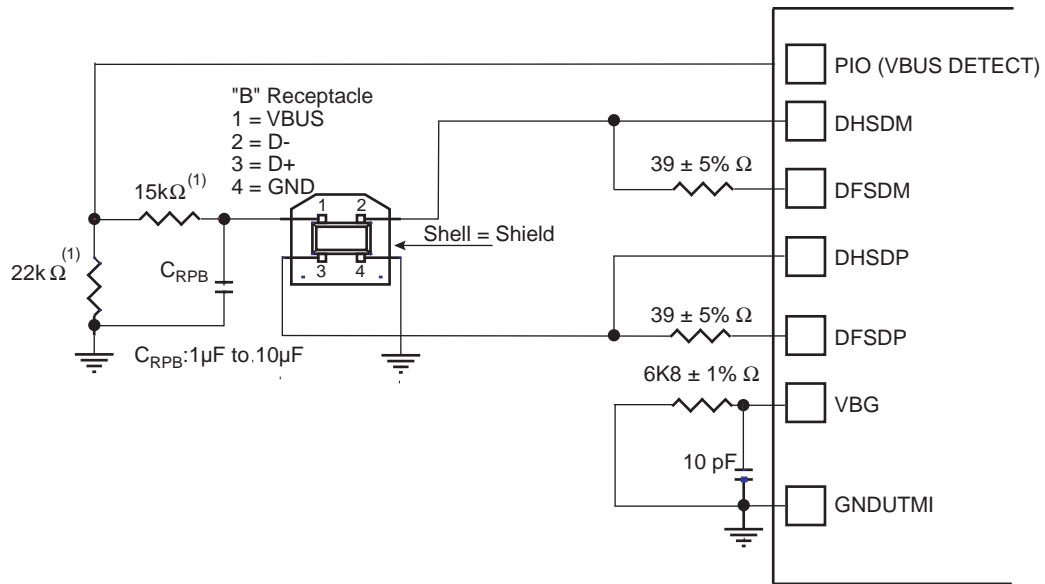 PIO (VBUS DETECT)
"B" Receptacle
1 = VBUS
2 = D-
3 = D+
4 = GND
DHSDM
39 ± 5% Ω
DFSDM
15kΩ(1)
1 2
Shell = Shield
DHSDP
22k Ω(1)
CRPB
3 4
39 ± 5% Ω
DFSDP
CRPB:1µF to 10µF
6K8 ± 1% Ω
VBG
10 pF
GNDUTMI